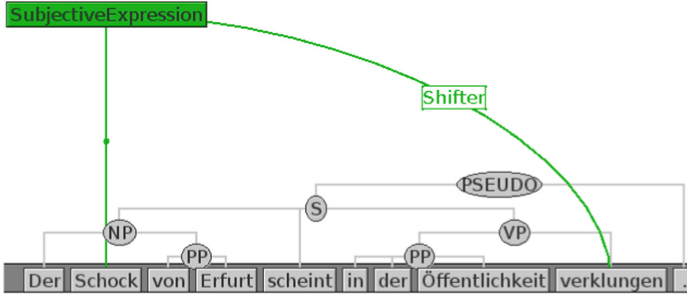 SubjectiveExpression
Shifter
PSEUDO
S
NP VP
PP PP
Der Schock von Erfurt scheint in der Öffentlichkeit verklungen .